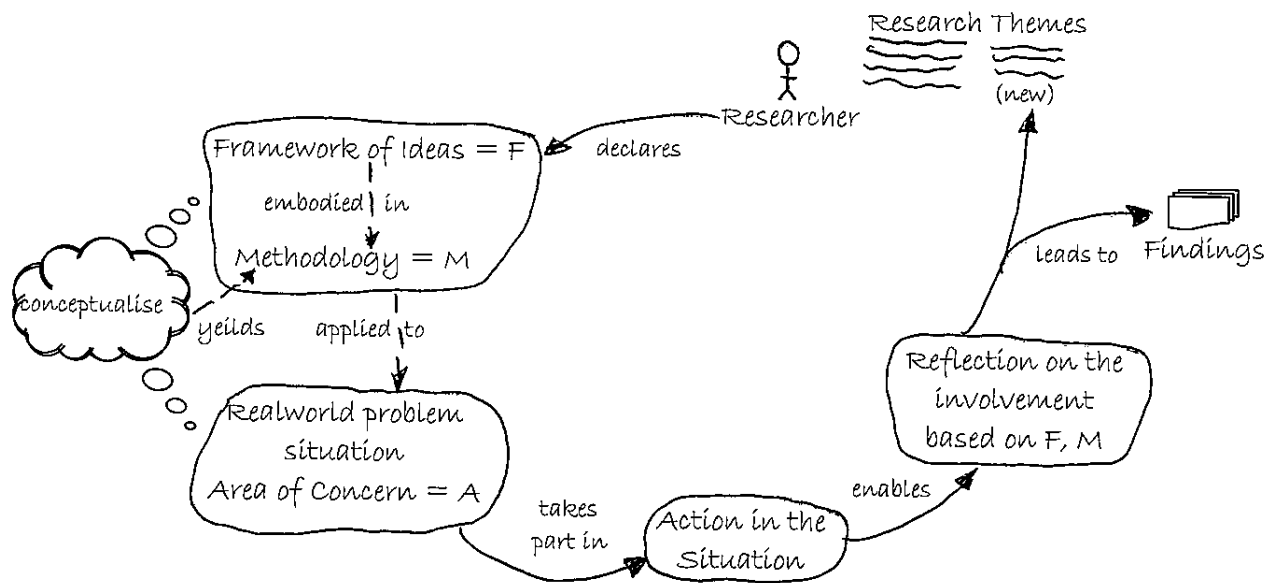 Research Themes
(new)
Researcher
declares
Framework of Ideas = F
embodied in
Methodology = M
conceptualise
yeilds
applied to
Realworld problem
situation
Area of Concern = A
takes
part in
Action in the
Situation
enables
Reflection on the
involvement
based on F, M
leads to
Findings